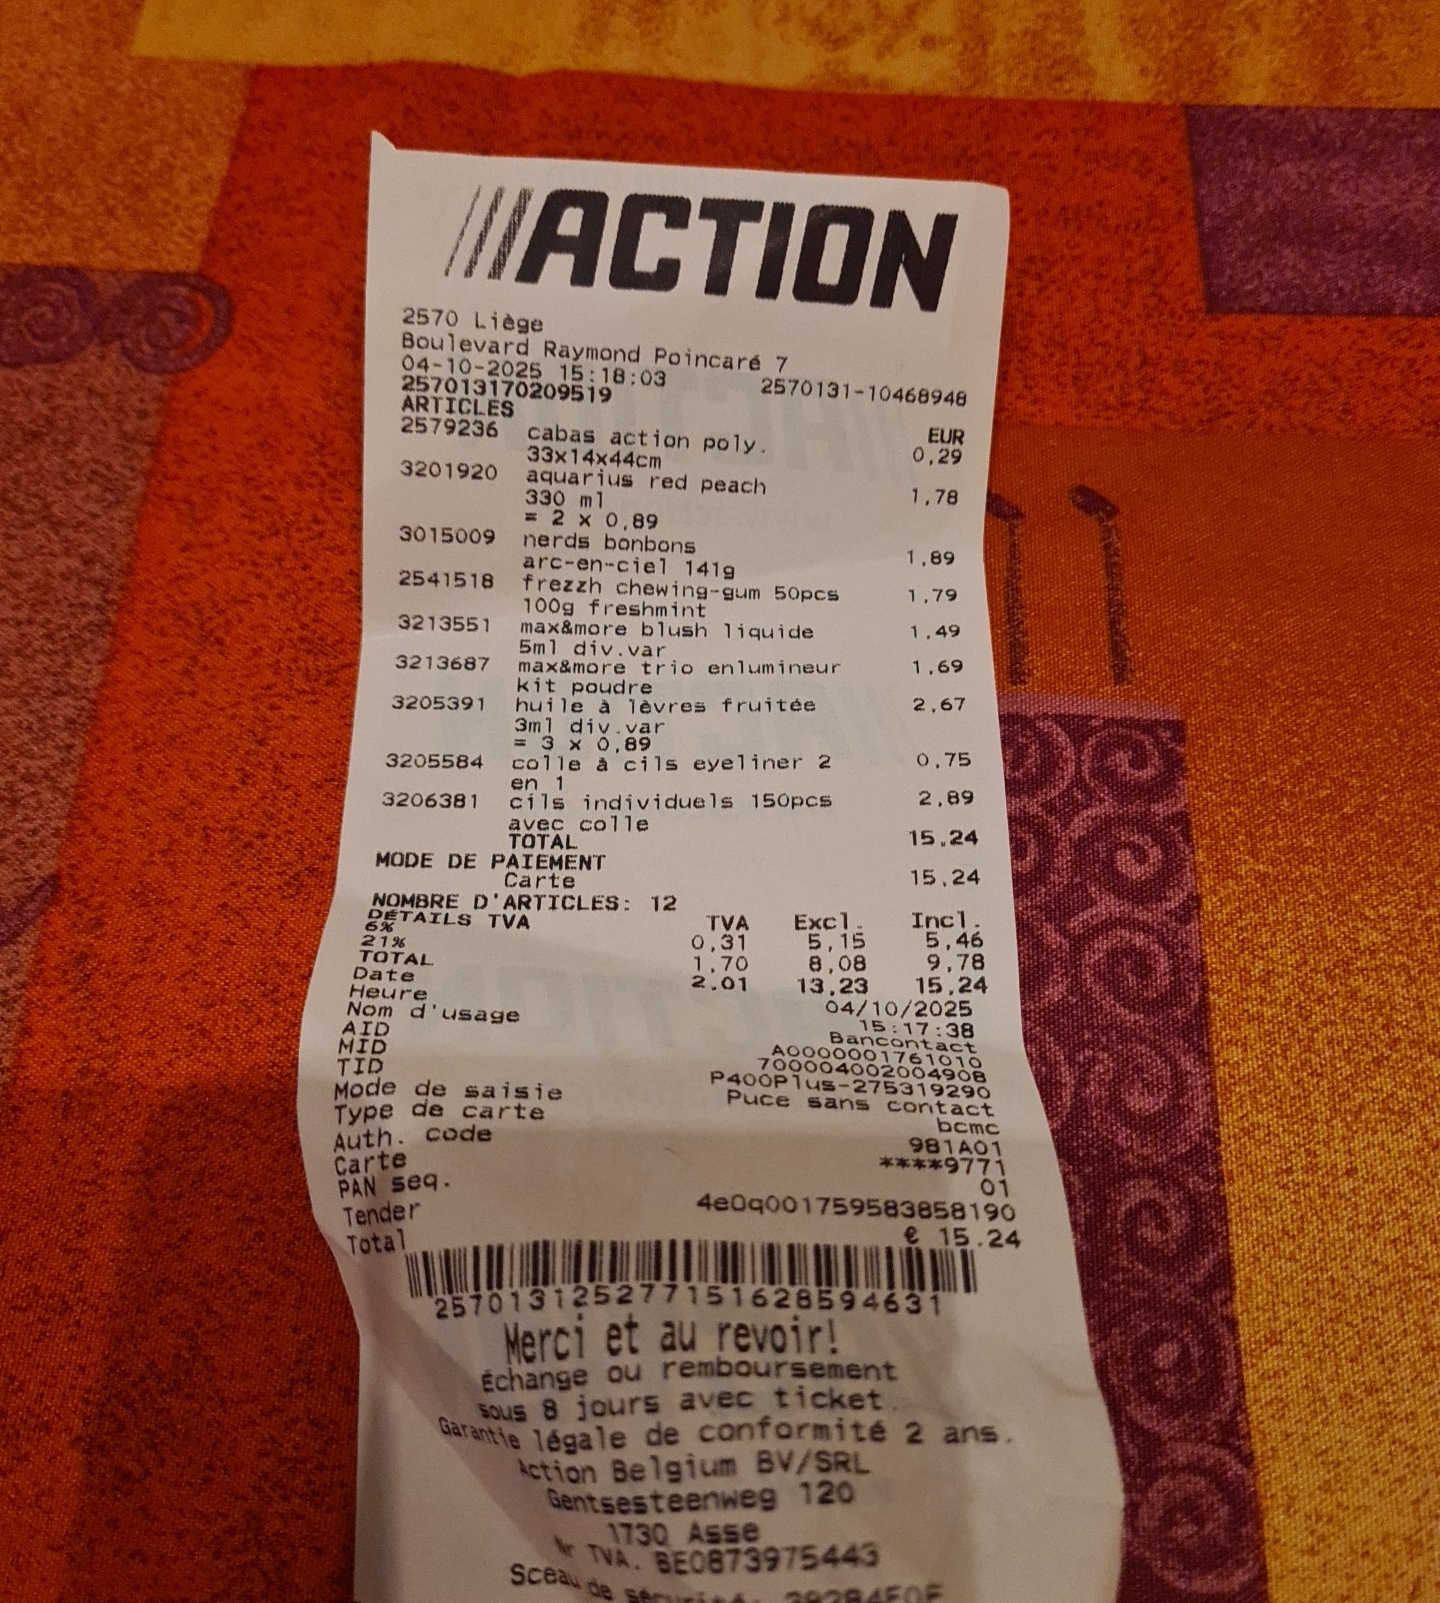 ///ACTION
2570 Liège
Boulevard Raymond Poincaré 7
04-10-2025 15:18:03 2570131-10468948
257013170209519
ARTICLES EUR
2579236 cabas action poly. 0,29
33x14x44cm
3201920 aquarius red peach 1,78
330 ml
= 2 x 0,89
3015009 nerds bonbons 1,89
arc-en-ciel 141g
2541518 frezzh chewing-gum 50pcs 1,79
100g freshmint
3213551 max&more blush liquide 1,49
5ml div.var
3213687 max&more trio enlumineur 1,69
kit poudre
3205391 huile à lèvres fruitée 2,67
3ml div.var
= 3 x 0,89
3205584 colle à cils eyeliner 2 0,75
en 1
3206381 cils individuels 150pcs 2,89
avec colle
TOTAL 15,24
MODE DE PAIEMENT
Carte 15,24
NOMBRE D'ARTICLES: 12
DÉTAILS TVA TVA Excl. Incl.
6% 0,31 5,15 5,46
21% 1,70 8,08 9,78
TOTAL 2,01 13,23 15,24
Date 04/10/2025
Heure 15:17:38
Nom d'usage Bancontact
AID A0000001761010
MID 700004002004908
TID P400Plus-275319290
Mode de saisie Puce sans contact
Type de carte bcmc
Auth. code 981A01
Carte ****9771
PAN seq. 01
Tender 4e0q001759583858190
Total € 15.24
257013125277151628594631
Merci et au revoir!
Échange ou remboursement
sous 8 jours avec ticket.
Garantie légale de conformité 2 ans.
Action Belgium BV/SRL
Gentsesteenweg 120
1730 Asse
Nr TVA. BE0873975443
Sceau de sécurité: